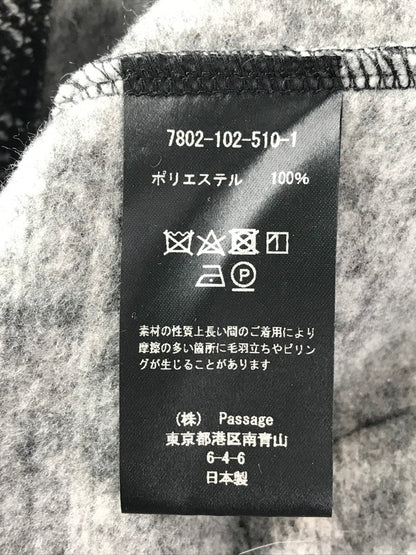 7802-102-510-1
ポリエステル 100%
P
素材の性質上長い間のご着用により
摩擦の多い箇所に毛羽立ちやピリン
グが生じることがあります
(株) Passage
東京都港区南青山
6-4-6
日本製